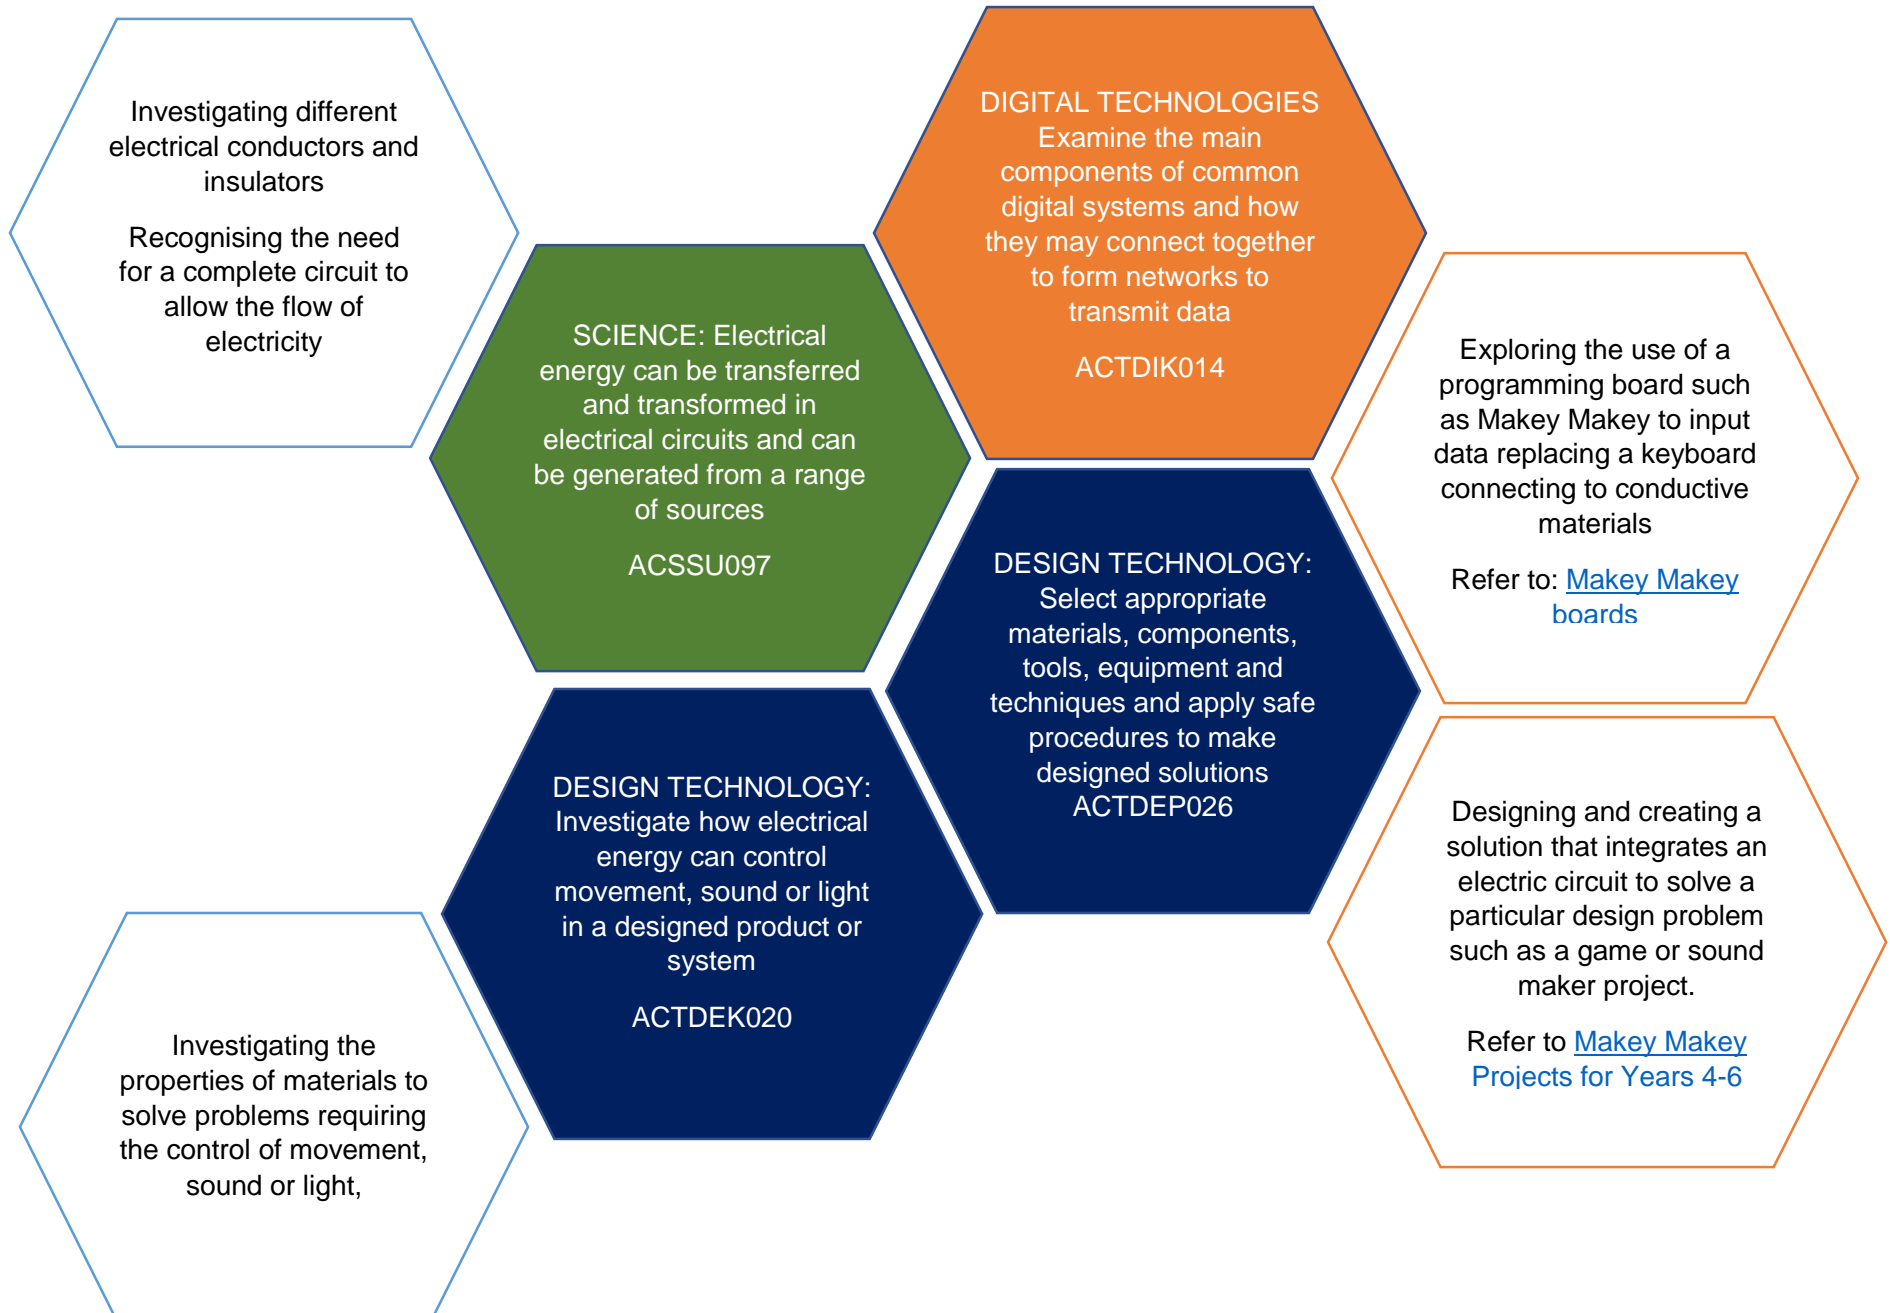 Investigating different
electrical conductors and
insulators
Recognising the need
for a complete circuit to
allow the flow of
electricity
DIGITAL TECHNOLOGIES
Examine the main
components of common
digital systems and how
they may connect together
to form networks to
transmit data
ACTDIK014
SCIENCE: Electrical
energy can be transferred
and transformed in
electrical circuits and can
be generated from a range
of sources
ACSSU097
Exploring the use of a
programming board such
as Makey Makey to input
data replacing a keyboard
connecting to conductive
materials
Refer to: Makey Makey
boards
DESIGN TECHNOLOGY:
Select appropriate
materials, components,
tools, equipment and
techniques and apply safe
procedures to make
designed solutions
ACTDEP026
DESIGN TECHNOLOGY:
Investigate how electrical
energy can control
movement, sound or light
in a designed product or
system
ACTDEK020
Designing and creating a
solution that integrates an
electric circuit to solve a
particular design problem
such as a game or sound
maker project.
Refer to Makey Makey
Projects for Years 4-6
Investigating the
properties of materials to
solve problems requiring
the control of movement,
sound or light,